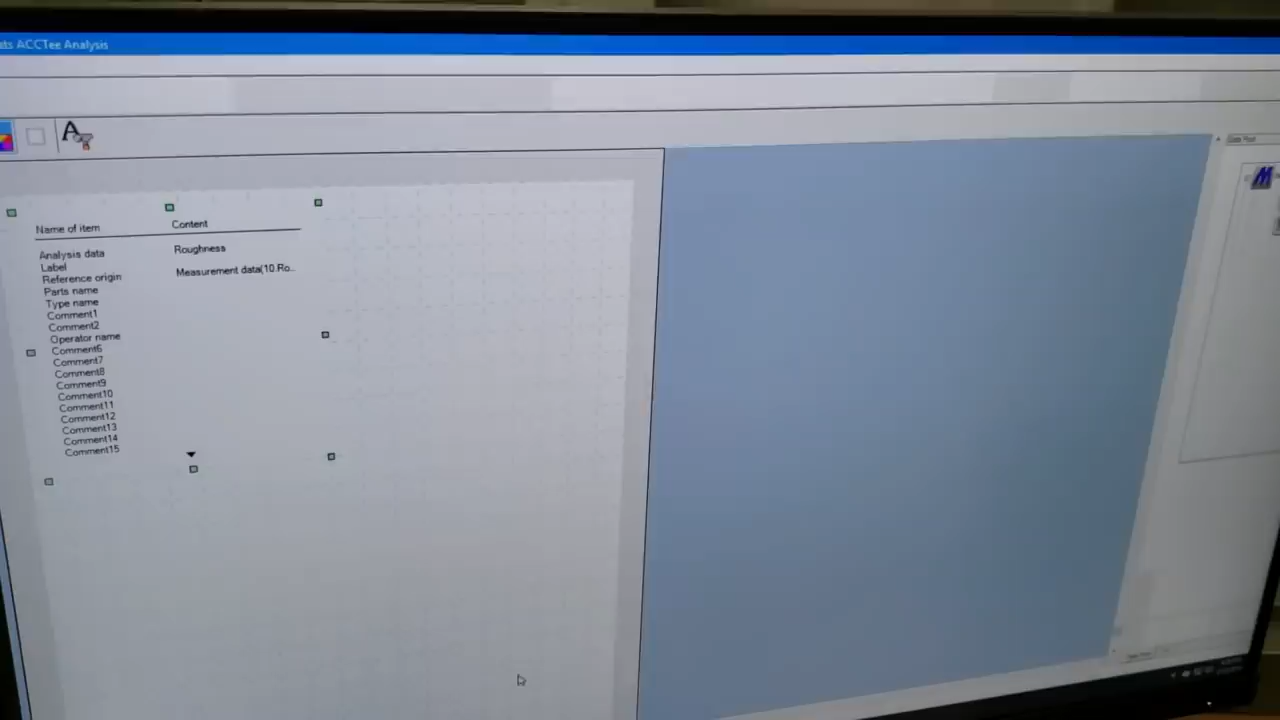 ats ACCTee Analysis
A
Name of item Content
Analysis data Roughness
Label
Reference origin Measurement data(10.Ro..
Parts name
Type name
Comment1
Comment2
Operator name
Comment6
Comment7
Comment8
Comment9
Comment10
Comment11
Comment12
Comment13
Comment14
Comment15